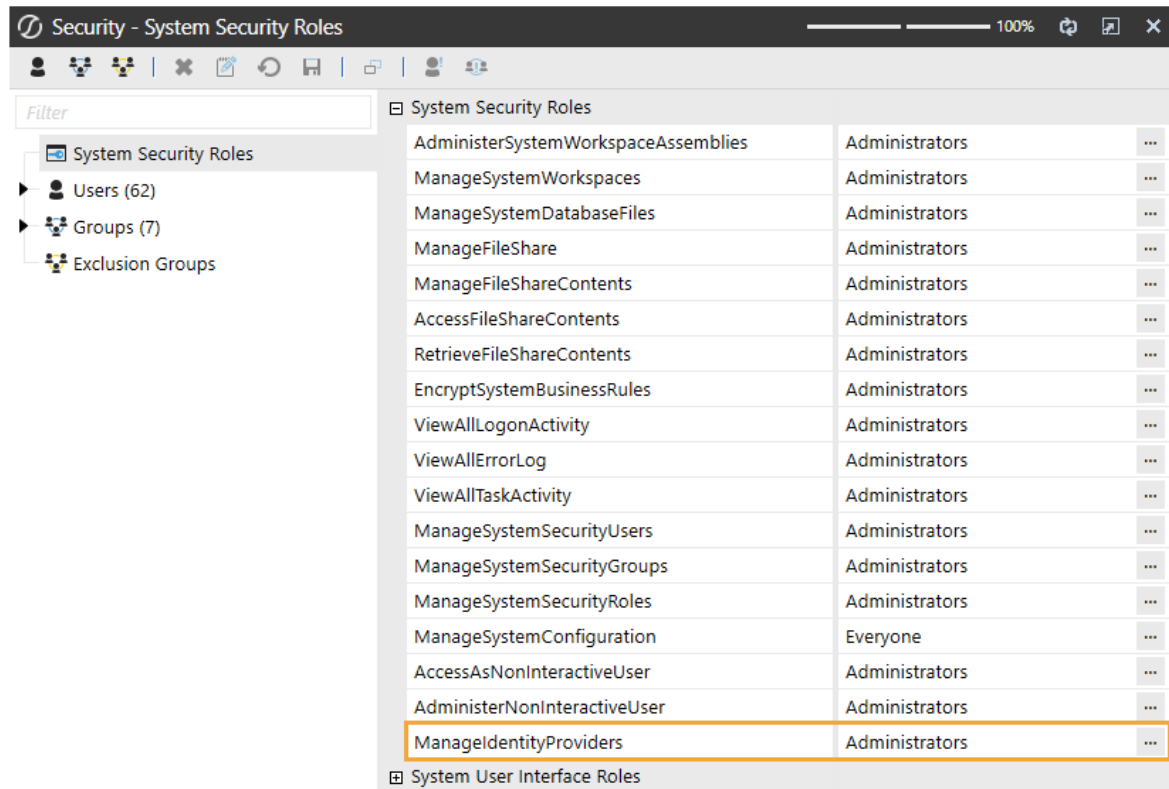 Security - System Security Roles
100%
Filter
System Security Roles
Users (62)
Groups (7)
Exclusion Groups
System Security Roles
AdministerSystemWorkspaceAssemblies Administrators ...
ManageSystemWorkspaces Administrators ...
ManageSystemDatabaseFiles Administrators ...
ManageFileShare Administrators ...
ManageFileShareContents Administrators ...
AccessFileShareContents Administrators ...
RetrieveFileShareContents Administrators ...
EncryptSystemBusinessRules Administrators ...
ViewAllLogonActivity Administrators ...
ViewAllErrorLog Administrators ...
ViewAllTaskActivity Administrators ...
ManageSystemSecurityUsers Administrators ...
ManageSystemSecurityGroups Administrators ...
ManageSystemSecurityRoles Administrators ...
ManageSystemConfiguration Everyone ...
AccessAsNonInteractiveUser Administrators ...
AdministerNonInteractiveUser Administrators ...
ManageIdentityProviders Administrators ...
System User Interface Roles